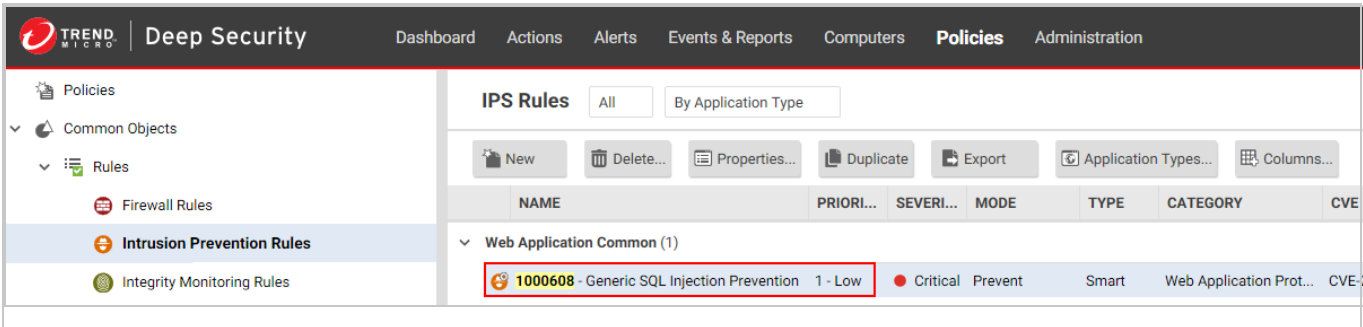 TREND MICRO Deep Security Dashboard Actions Alerts Events & Reports Computers Policies Administration
Policies
Common Objects
Rules
Firewall Rules
Intrusion Prevention Rules
Integrity Monitoring Rules
IPS Rules All By Application Type
New Delete... Properties... Duplicate Export Application Types... Columns...
NAME PRIORI... SEVERI... MODE TYPE CATEGORY CVE
Web Application Common (1)
1000608 - Generic SQL Injection Prevention 1 - Low Critical Prevent Smart Web Application Prot... CVE-